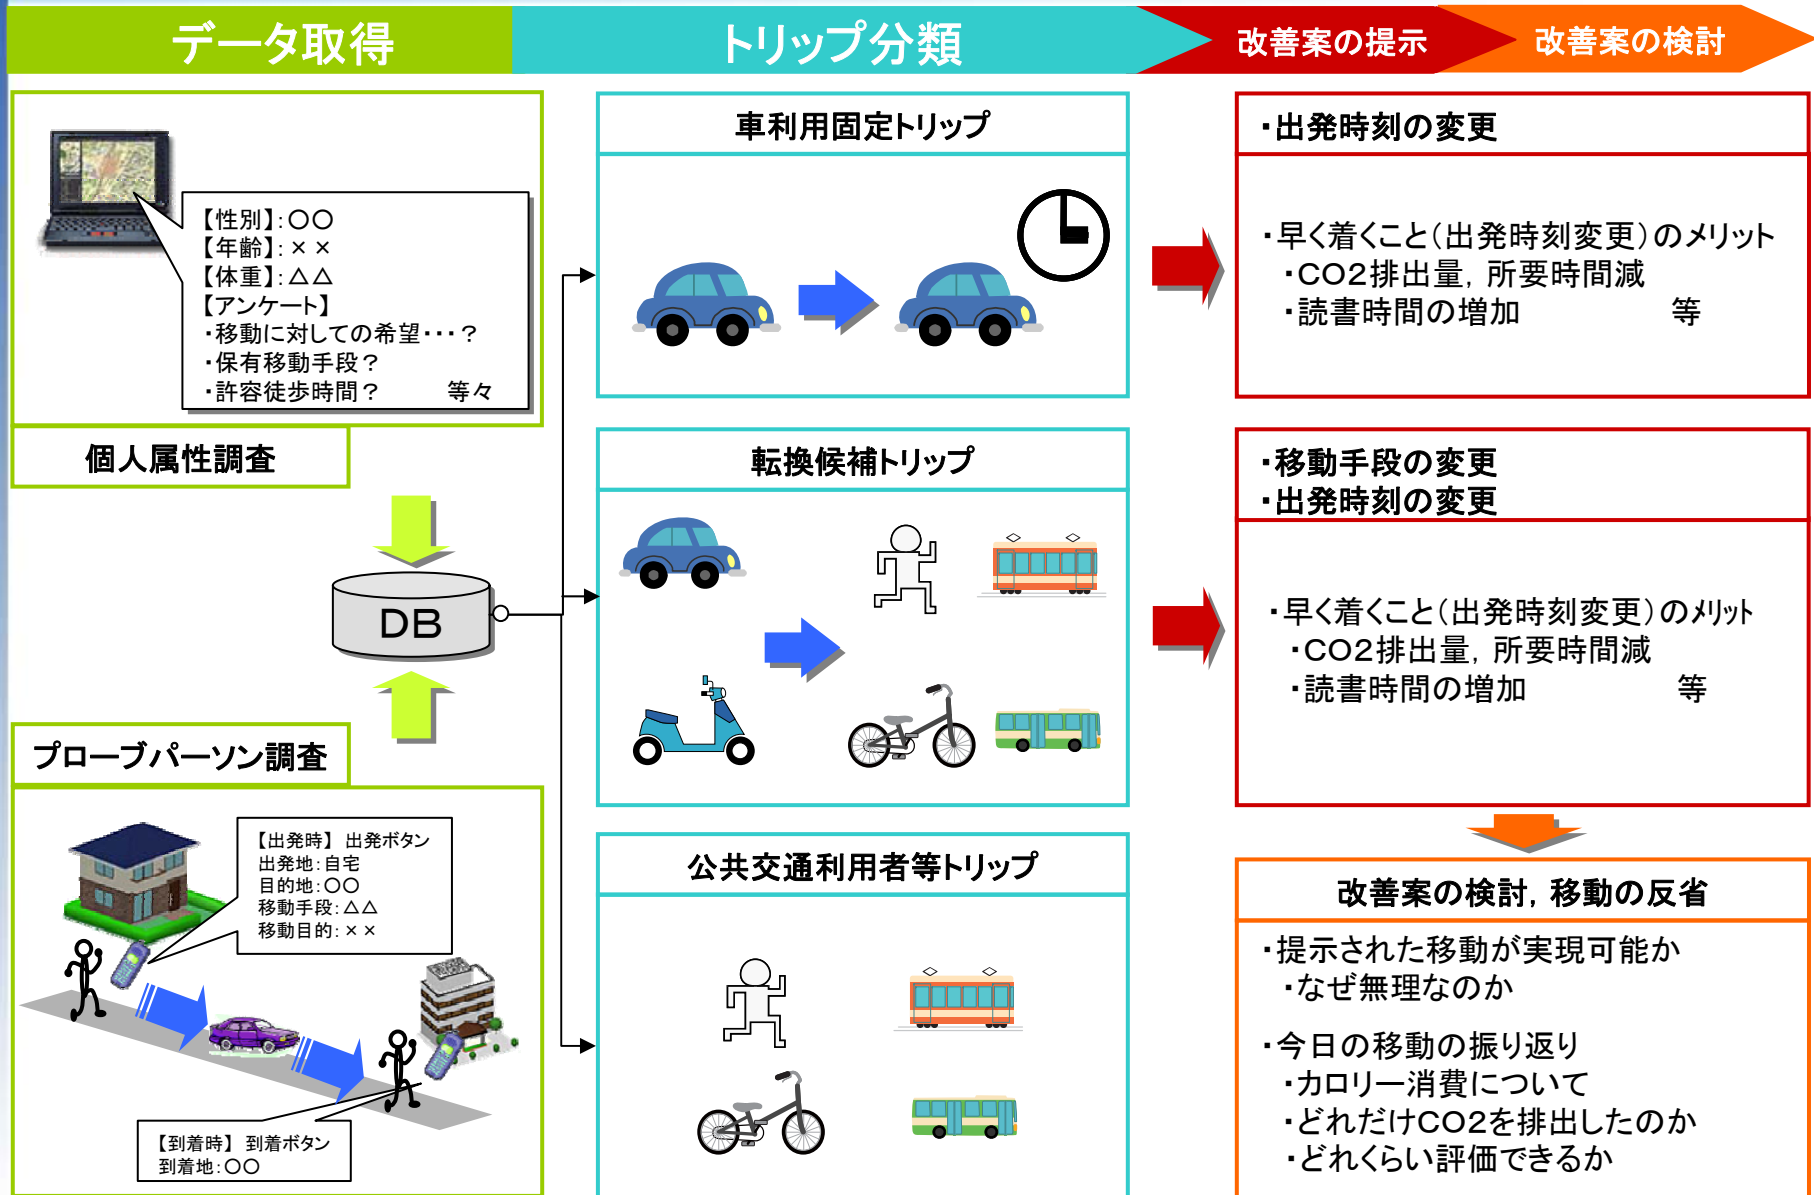 データ取得
トリップ分類
改善案の提示
改善案の検討
【性別】:〇〇
【年齢】:××
【体重】:△△
【アンケート】
・移動に対しての希望・・・?
・保有移動手段?
・許容徒歩時間? 等々
個人属性調査
DB
プローブパーソン調査
【出発時】 出発ボタン
出発地:自宅
目的地:〇〇
移動手段:△△
移動目的:××
【到着時】 到着ボタン
到着地:〇〇
車利用固定トリップ
転換候補トリップ
公共交通利用者等トリップ
・出発時刻の変更
・早く着くこと(出発時刻変更)のメリット
・CO2排出量,所要時間減
・読書時間の増加 等
・移動手段の変更
・出発時刻の変更
・早く着くこと(出発時刻変更)のメリット
・CO2排出量,所要時間減
・読書時間の増加 等
改善案の検討,移動の反省
・提示された移動が実現可能か
・なぜ無理なのか
・今日の移動の振り返り
・カロリー消費について
・どれだけCO2を排出したのか
・どれくらい評価できるか